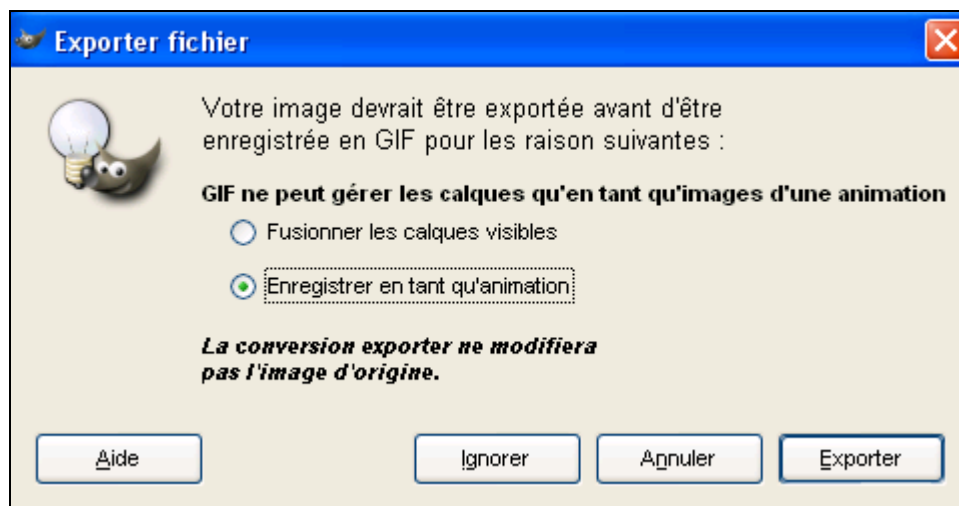 Exporter fichier
Votre image devrait être exportée avant d'être
enregistrée en GIF pour les raison suivantes :
GIF ne peut gérer les calques qu'en tant qu'images d'une animation
Fusionner les calques visibles
Enregistrer en tant qu'animation
La conversion exporter ne modifiera
pas l'image d'origine.
Aide
Ignorer
Annuler
Exporter